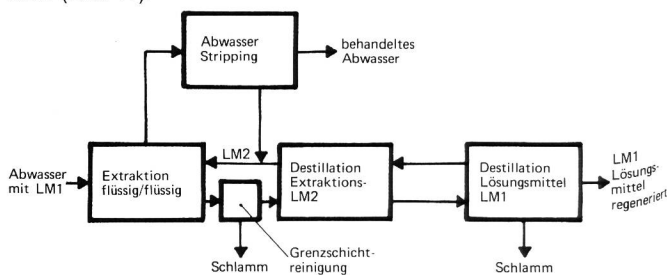 Abwasser
Stripping
behandeltes
Abwasser
LM2
Abwasser
mit LM1
Extraktion
flüssig/flüssig
Destillation
Extraktions-
LM2
Destillation
Lösungsmittel
LM1
LM1
Lösungs-
mittel
regeneriert
Schlamm
Grenzschicht-
reinigung
Schlamm